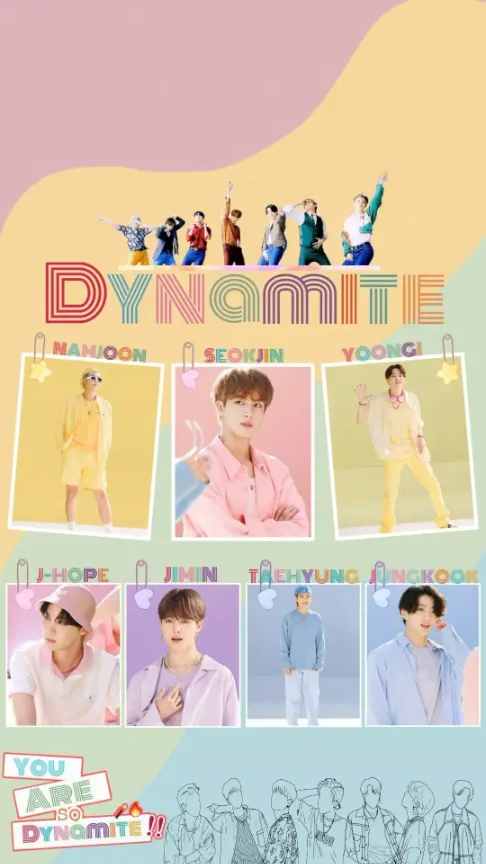 DYNAMITE
NAMJOON
SEOKJIN
YOONGI
J-HOPE
JIMIN
TAEHYUNG
JUNGKOOK
YOU
ARE
SO
DYNAMITE!!